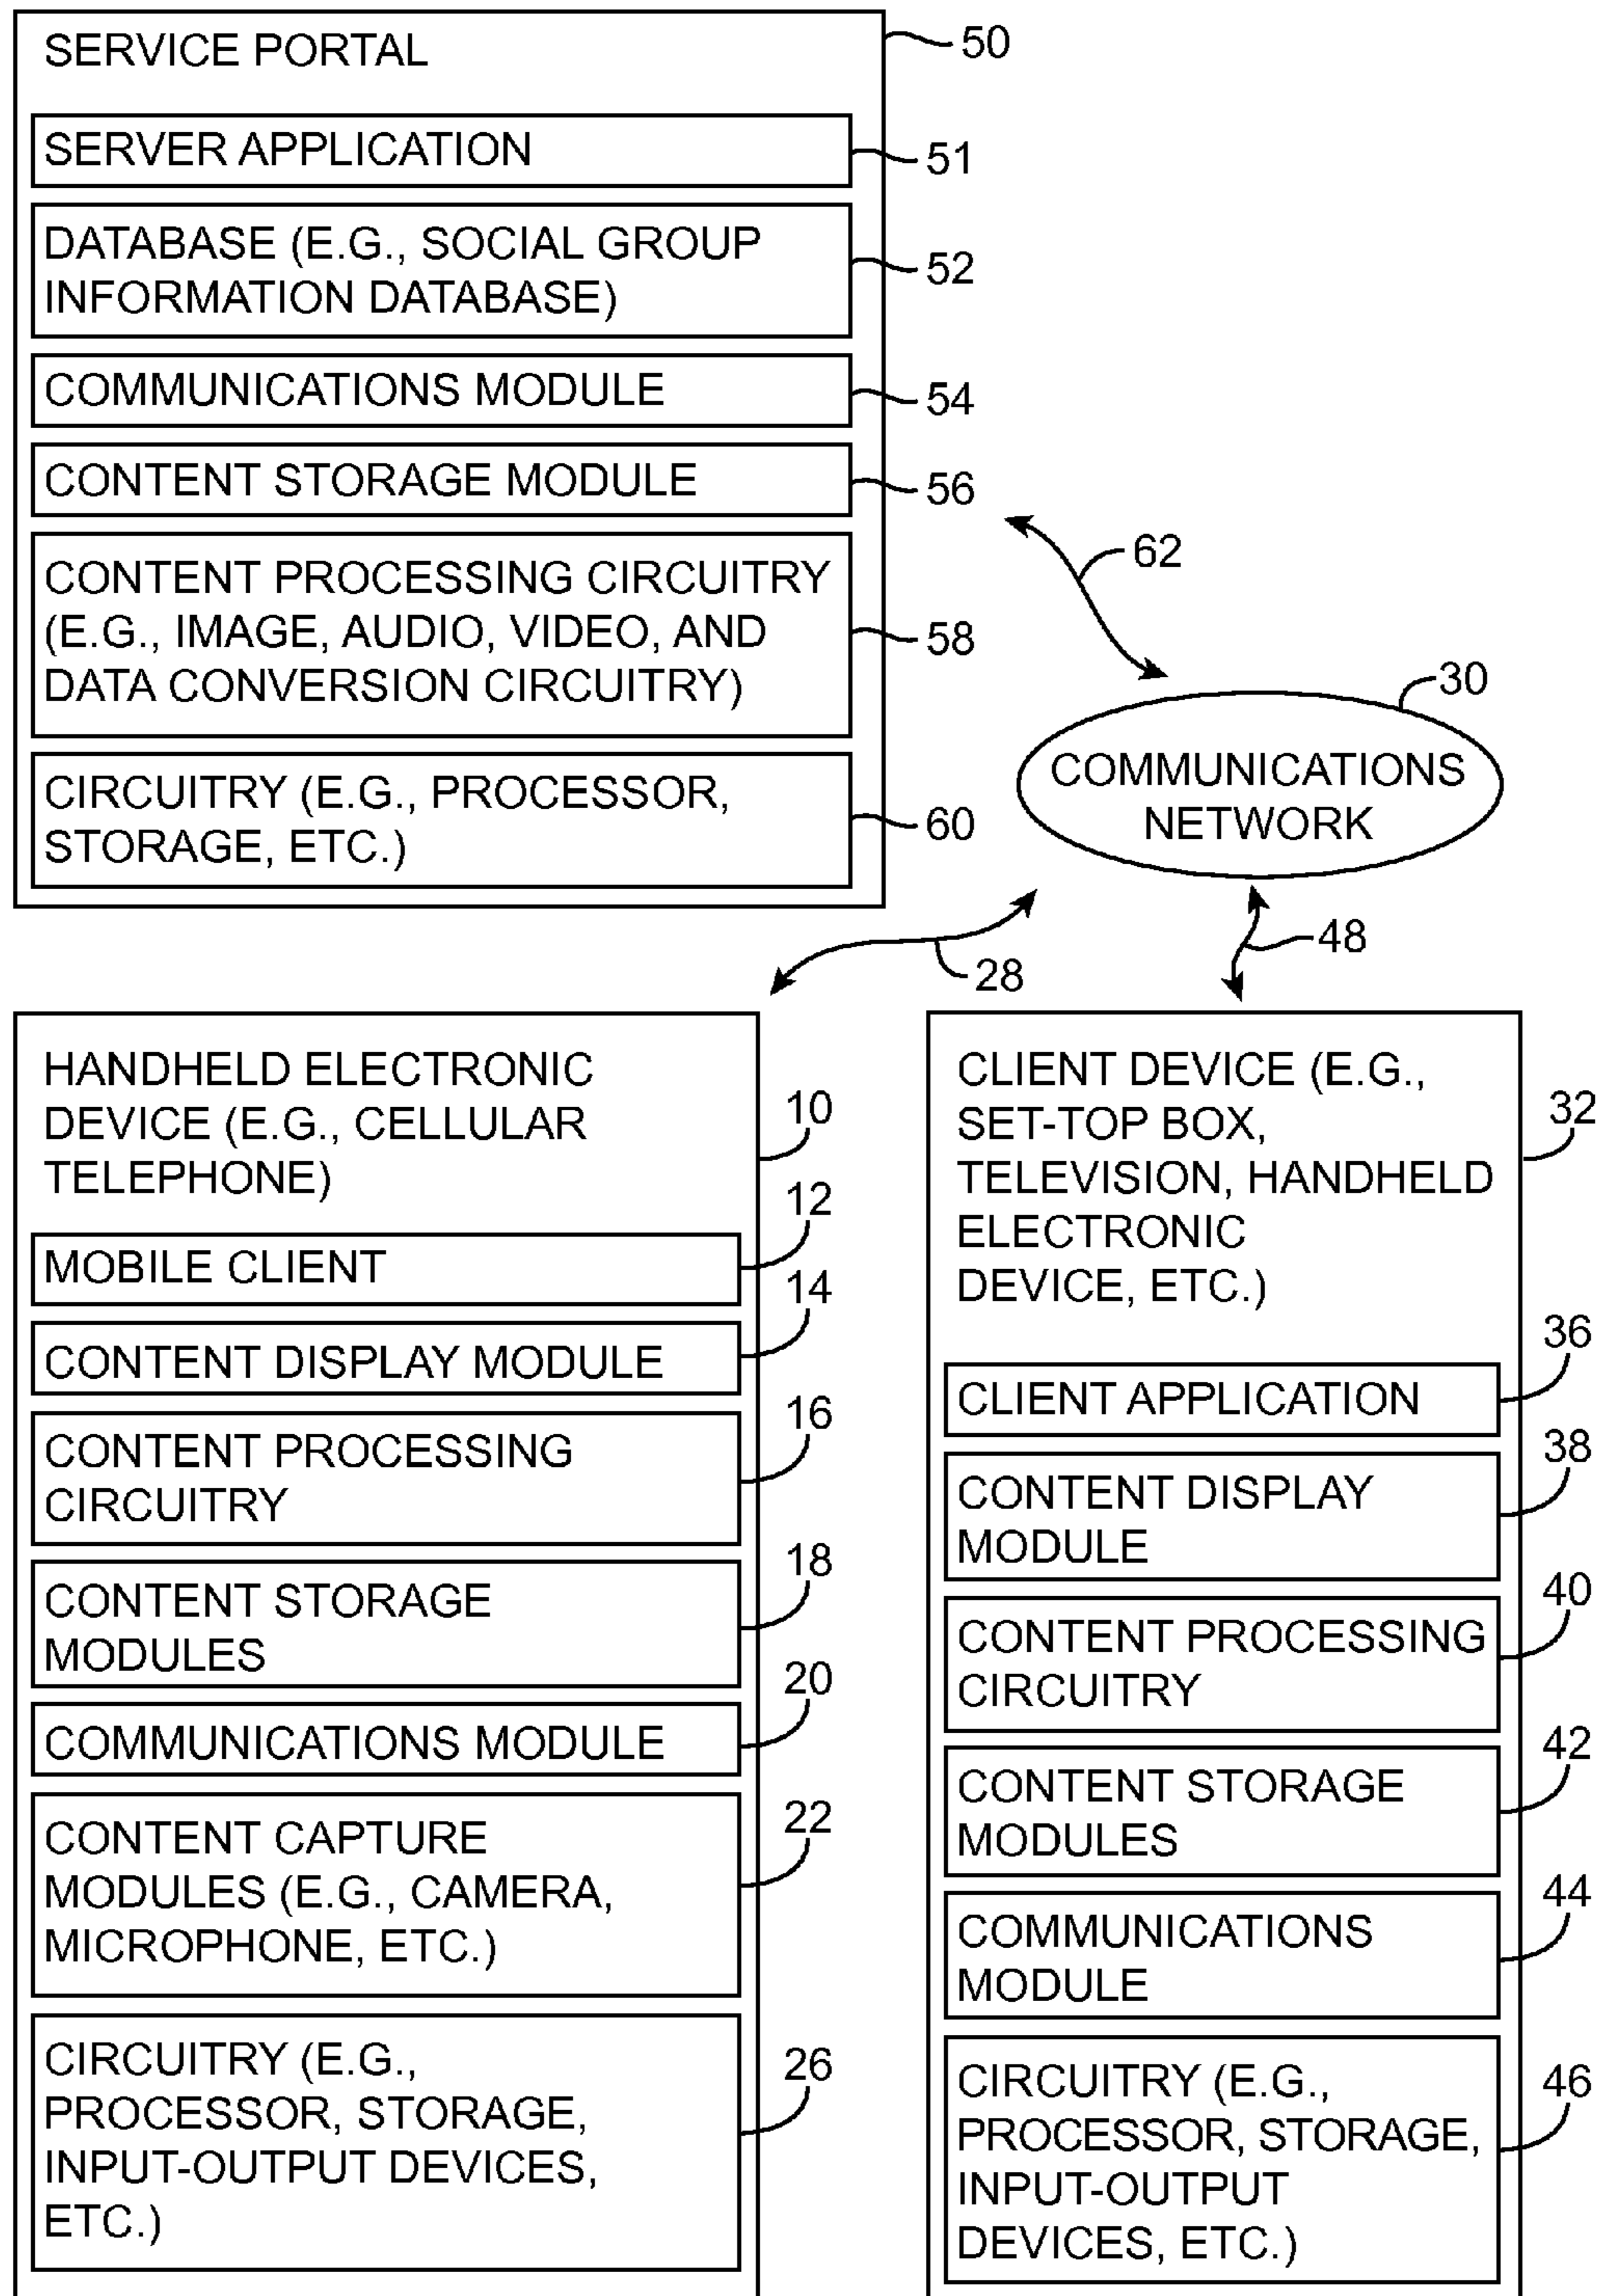 SERVICE PORTAL
50
SERVER APPLICATION
51
DATABASE (E.G., SOCIAL GROUP
INFORMATION DATABASE)
52
COMMUNICATIONS MODULE
54
CONTENT STORAGE MODULE
56
CONTENT PROCESSING CIRCUITRY
(E.G., IMAGE, AUDIO, VIDEO, AND
DATA CONVERSION CIRCUITRY)
58
CIRCUITRY (E.G., PROCESSOR,
STORAGE, ETC.)
60
62
30
COMMUNICATIONS
NETWORK
28
48
HANDHELD ELECTRONIC
DEVICE (E.G., CELLULAR
TELEPHONE)
10
MOBILE CLIENT
12
CONTENT DISPLAY MODULE
14
CONTENT PROCESSING
CIRCUITRY
16
CONTENT STORAGE
MODULES
18
COMMUNICATIONS MODULE
20
CONTENT CAPTURE
MODULES (E.G., CAMERA,
MICROPHONE, ETC.)
22
CIRCUITRY (E.G.,
PROCESSOR, STORAGE,
INPUT-OUTPUT DEVICES,
ETC.)
26
CLIENT DEVICE (E.G.,
SET-TOP BOX,
TELEVISION, HANDHELD
ELECTRONIC
DEVICE, ETC.)
32
CLIENT APPLICATION
36
CONTENT DISPLAY
MODULE
38
CONTENT PROCESSING
CIRCUITRY
40
CONTENT STORAGE
MODULES
42
COMMUNICATIONS
MODULE
44
CIRCUITRY (E.G.,
PROCESSOR, STORAGE,
INPUT-OUTPUT
DEVICES, ETC.)
46